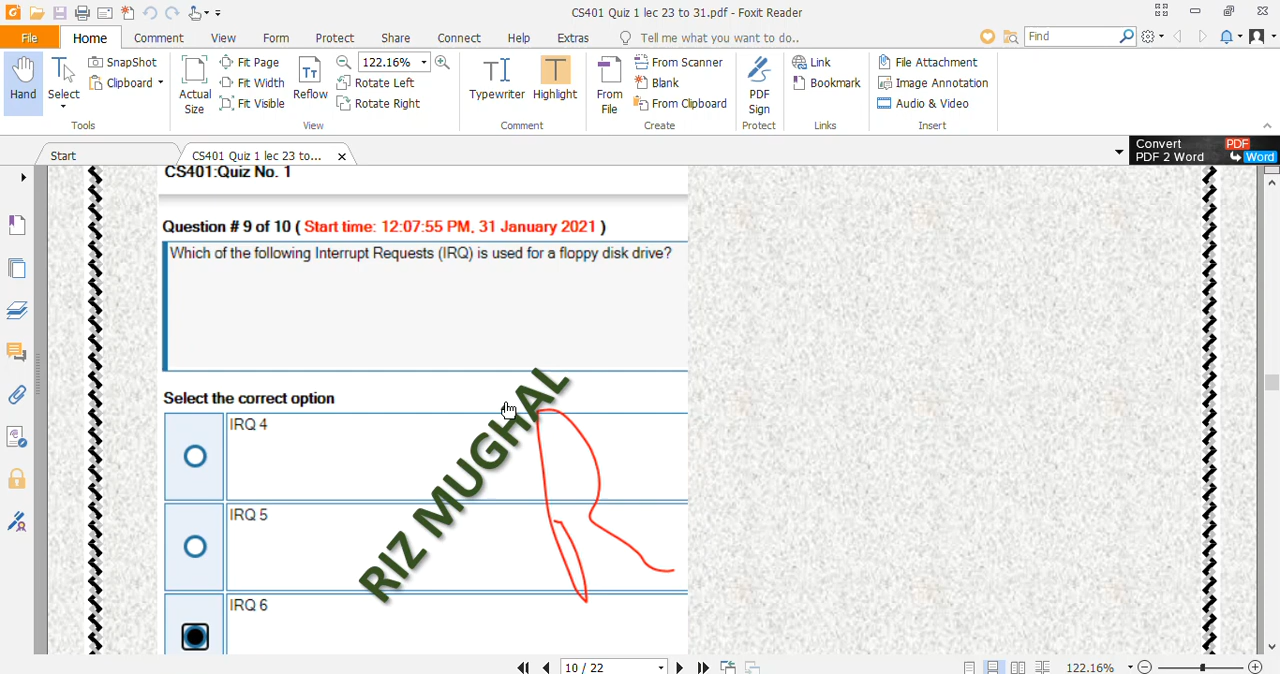 CS401 Quiz 1 lec 23 to 31.pdf - Foxit Reader
File Home Comment View Form Protect Share Connect Help Extras Tell me what you want to do.. Find
Hand
Select
SnapShot
Clipboard
Tools
Actual Size
Fit Page
Fit Width
Fit Visible
Reflow
122.16%
Rotate Left
Rotate Right
View
Typewriter
Highlight
Comment
From File
From Scanner
Blank
From Clipboard
Create
PDF Sign
Protect
Link
Bookmark
Links
File Attachment
Image Annotation
Audio & Video
Insert
Start
CS401 Quiz 1 lec 23 to...
Convert PDF
PDF 2 Word Word
CS401:Quiz No. 1
Question # 9 of 10 ( Start time: 12:07:55 PM, 31 January 2021 )
Which of the following Interrupt Requests (IRQ) is used for a floppy disk drive?
Select the correct option
IRQ 4
IRQ 5
IRQ 6
RIZ MUGHAL
10 / 22
122.16%